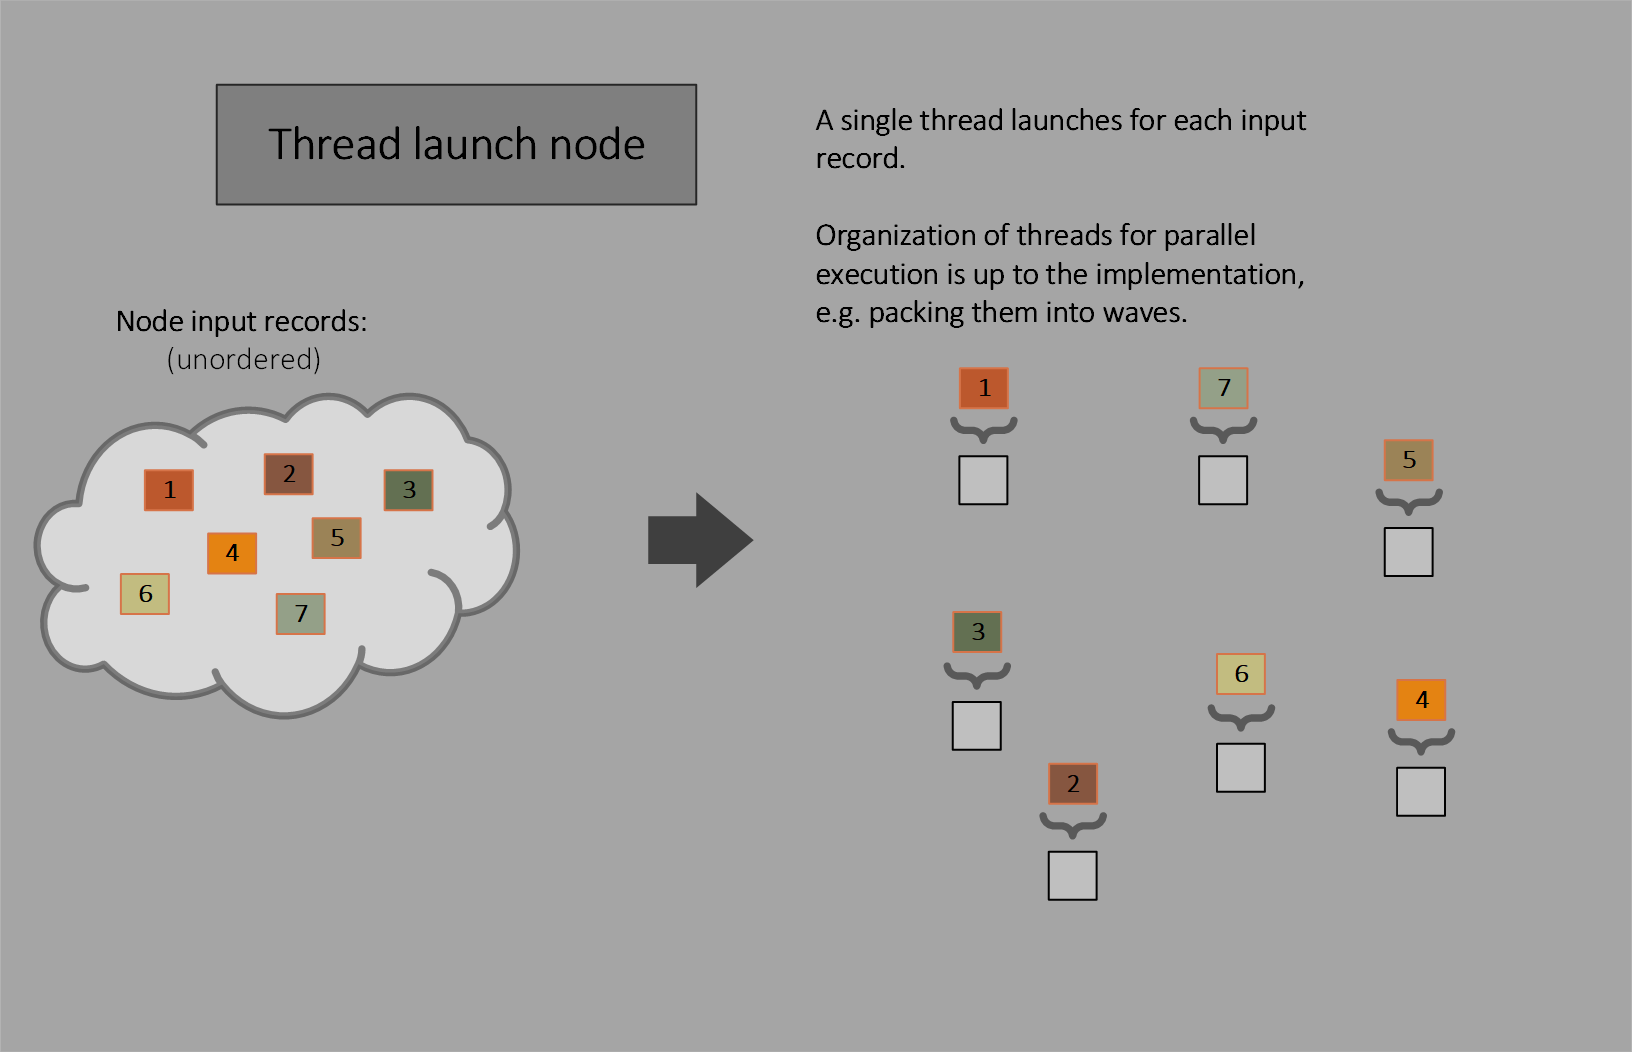 Thread launch node
A single thread launches for each input
record.
Organization of threads for parallel
execution is up to the implementation,
e.g. packing them into waves.
Node input records:
(unordered)
1
2
3
4
5
6
7
1
7
5
3
6
4
2